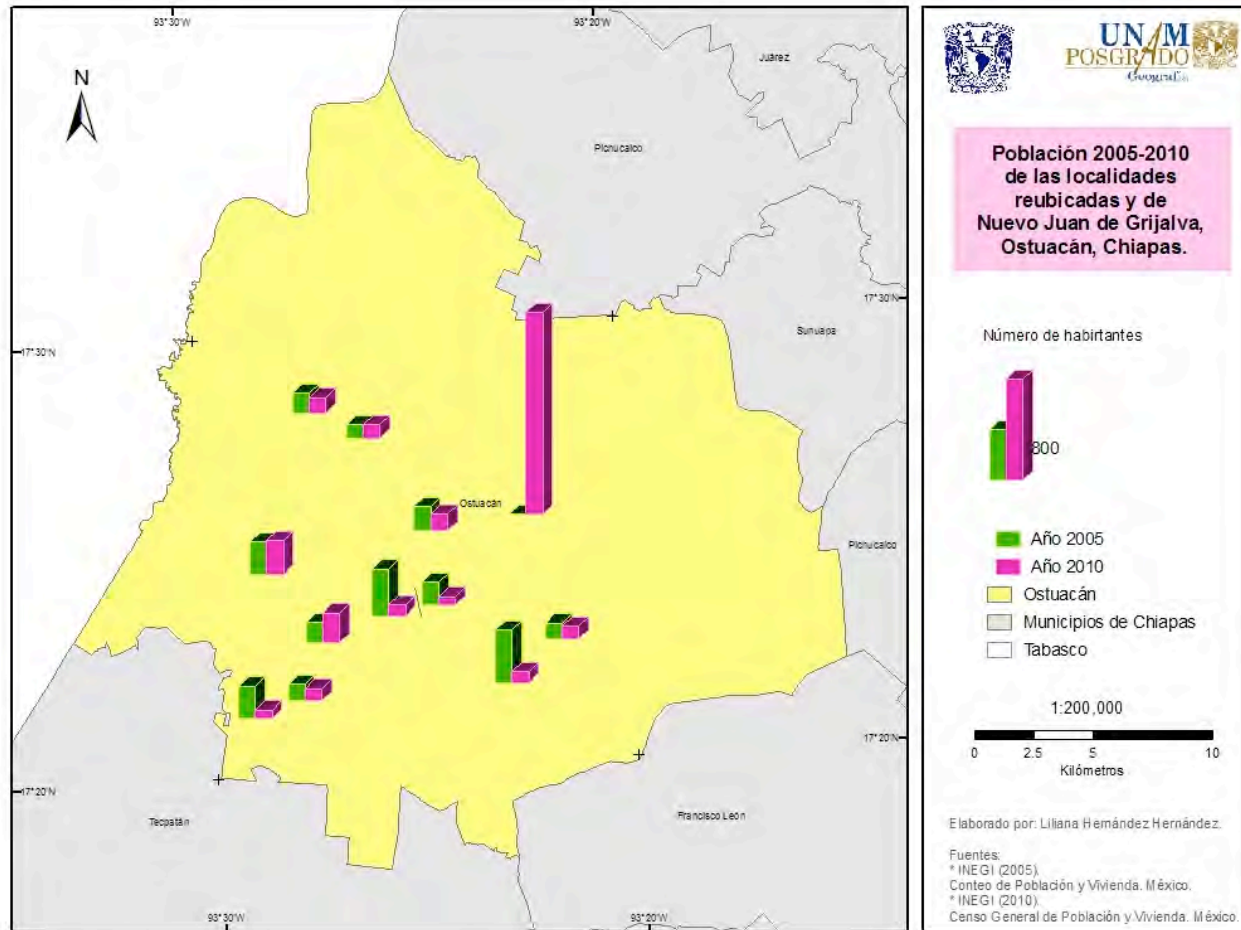 93°30'W
93°20'W
N
Juárez
Pichucalco
17°30'N
Sunuapa
17°30'N
Ostuacán
Pichucalco
17°20'N
17°20'N
Tecpatán
Francisco León
93°30'W
93°20'W
UNAM
POSGRADO
Geografía
Población 2005-2010
de las localidades
reubicadas y de
Nuevo Juan de Grijalva,
Ostuacán, Chiapas.
Número de habirtantes
800
Año 2005
Año 2010
Ostuacán
Municipios de Chiapas
Tabasco
1:200,000
0 2.5 5 10
Kilómetros
Elaborado por: Liliana Hernández Hernández.
Fuentes:
* INEGI (2005).
Conteo de Población y Vivienda. México.
* INEGI (2010).
Censo General de Población y Vivienda. México.